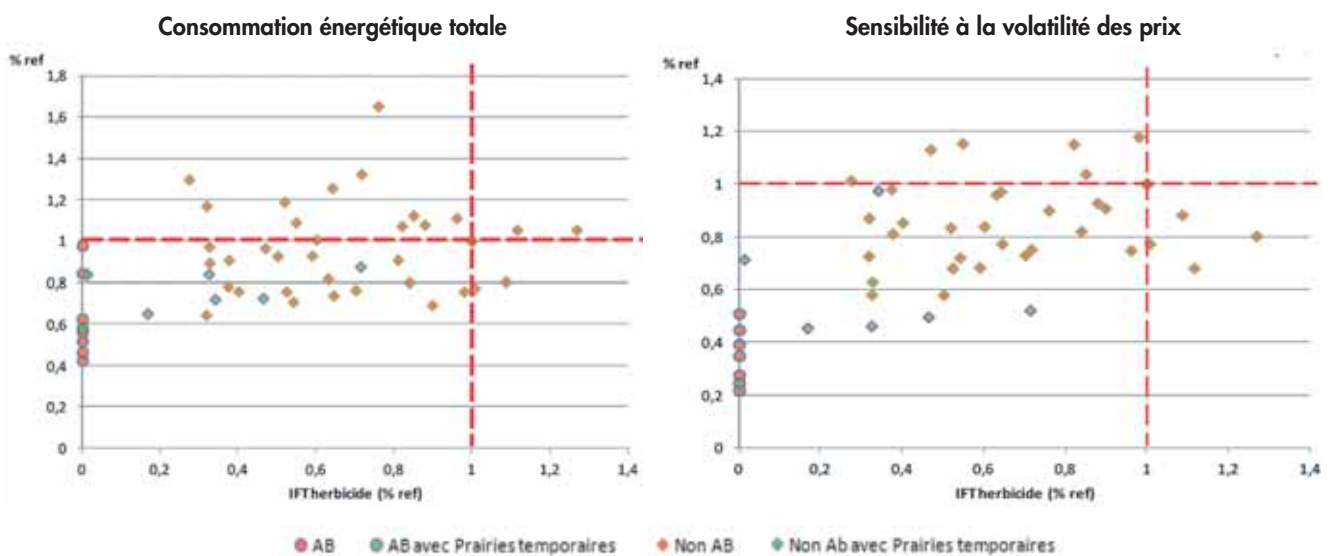 Consommation énergétique totale
% ref
1,8
1,6
1,4
1,2
1
0,8
0,6
0,4
0,2
0
0 0,2 0,4 0,6 0,8 1 1,2 1,4
IFTherbicide (% ref)
Sensibilité à la volatilité des prix
% ref
1,4
1,2
1
0,8
0,6
0,4
0,2
0
0 0,2 0,4 0,6 0,8 1 1,2 1,4
IFTherbicide (% ref)
AB AB avec Prairies temporaires Non AB Non Ab avec Prairies temporaires